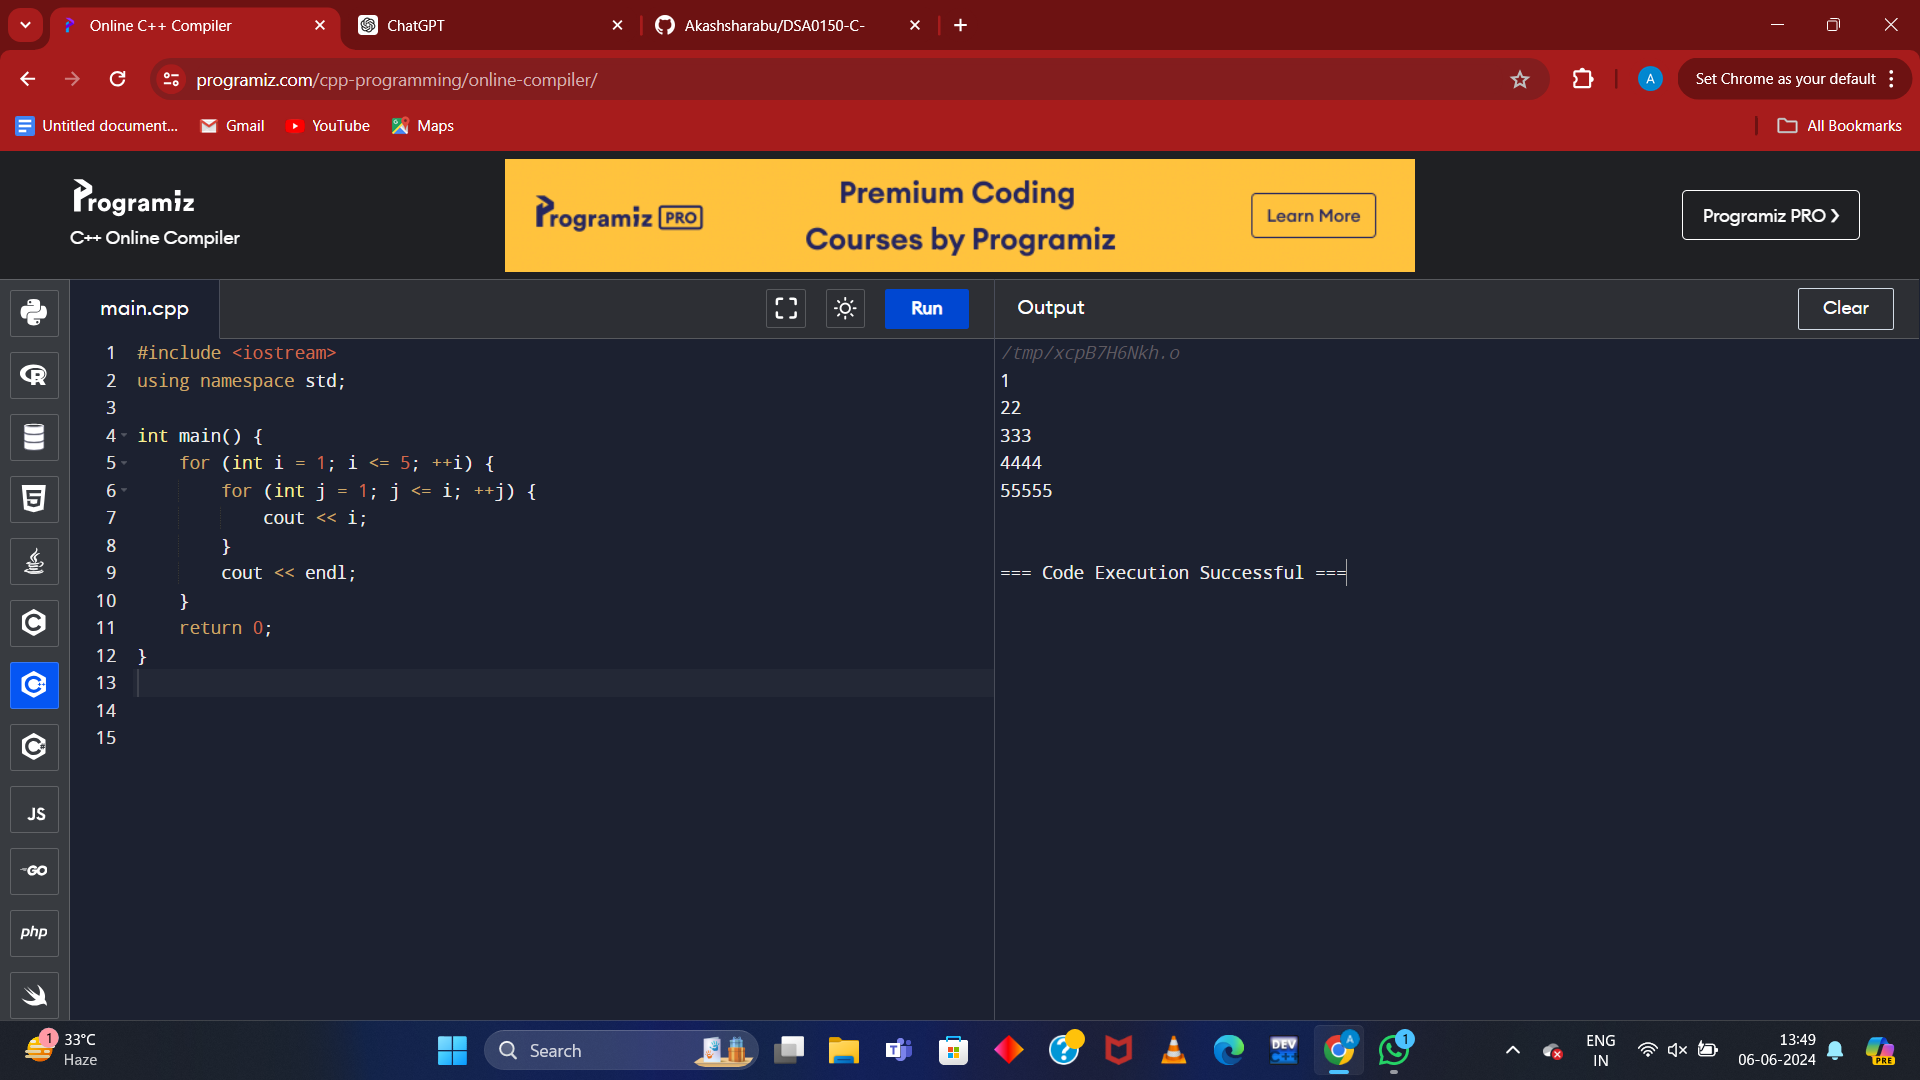 Online C++ Compiler
ChatGPT
Akashsharabu/DSA0150-C-
programiz.com/cpp-programming/online-compiler/
A
Set Chrome as your default
Untitled document...
Gmail
YouTube
Maps
All Bookmarks
Programiz
C++ Online Compiler
Programiz PRO
Premium Coding
Courses by Programiz
Learn More
Programiz PRO
main.cpp
Run
Output
Clear
1 #include <iostream>
2 using namespace std;
3
4 int main() {
5 for (int i = 1; i <= 5; ++i) {
6 for (int j = 1; j <= i; ++j) {
7 cout << i;
8 }
9 cout << endl;
10 }
11 return 0;
12 }
13
14
15
/tmp/xcpB7H6Nkh.o
1
22
333
4444
55555
=== Code Execution Successful ===
JS
GO
php
1
33°C
Haze
Search
DEV
A
1
ENG
IN
13:49
06-06-2024
PRE